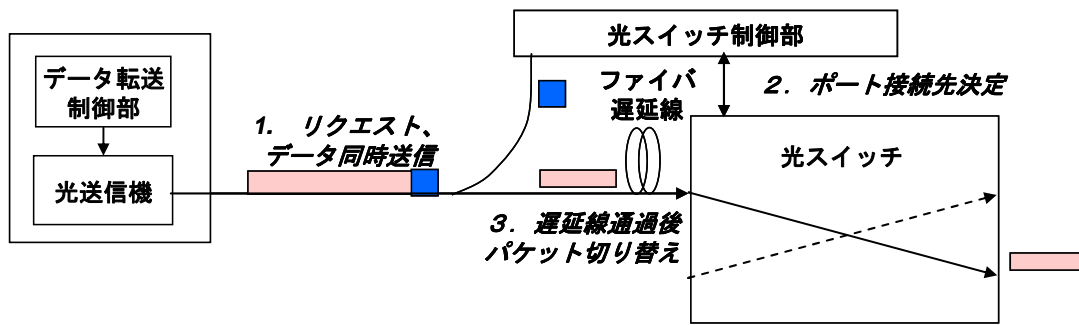 光スイッチ制御部
データ転送
制御部
ファイバ
遅延線
2. ポート接続先決定
1. リクエスト、
データ同時送信
光スイッチ
光送信機
3. 遅延線通過後
パケット切り替え